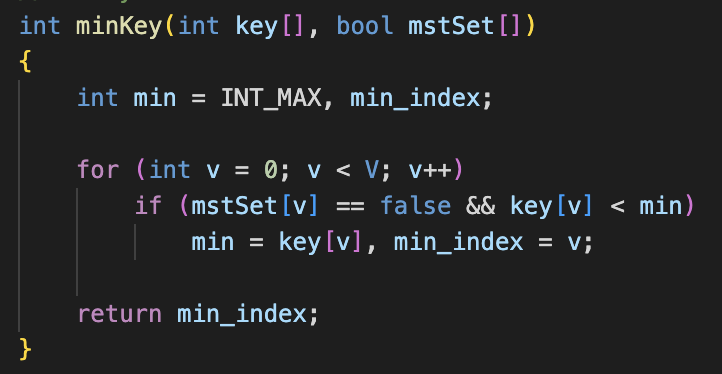 int minKey(int key[], bool mstSet[])
{
    int min = INT_MAX, min_index;
    for (int v = 0; v < V; v++)
        if (mstSet[v] == false && key[v] < min)
            min = key[v], min_index = v;
    return min_index;
}